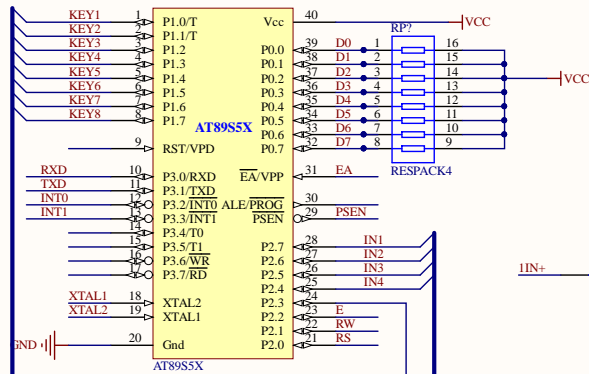 KEY1 1 P1.0/T Vcc 40 VCC
KEY2 2 P1.1/T RP?
KEY3 3 P1.2 P0.0 39 D0 1 16
KEY4 4 P1.3 P0.1 38 D1 2 15
KEY5 5 P1.4 P0.2 37 D2 3 14 VCC
KEY6 6 P1.5 P0.3 36 D3 4 13
KEY7 7 P1.6 P0.4 35 D4 5 12
KEY8 8 P1.7 P0.5 34 D5 6 11
AT89S5X
P0.6 33 D6 7 10
9 RST/VPD P0.7 32 D7 8 9
RESPACK4
RXD 10 P3.0/RXD EA/VPP 31 EA
TXD 11 P3.1/TXD
INT0 12 P3.2/INT0 ALE/PROG 30
INT1 13 P3.3/INT1 PSEN 29 PSEN
14 P3.4/T0
15 P3.5/T1 P2.7 28 IN1
16 P3.6/WR P2.6 27 IN2
17 P3.7/RD P2.5 26 IN3 1IN+
P2.4 25 IN4
XTAL1 18 XTAL2 P2.3 24
XTAL2 19 XTAL1 P2.2 23 E
P2.1 22 RW
GND 20 Gnd P2.0 21 RS
AT89S5X